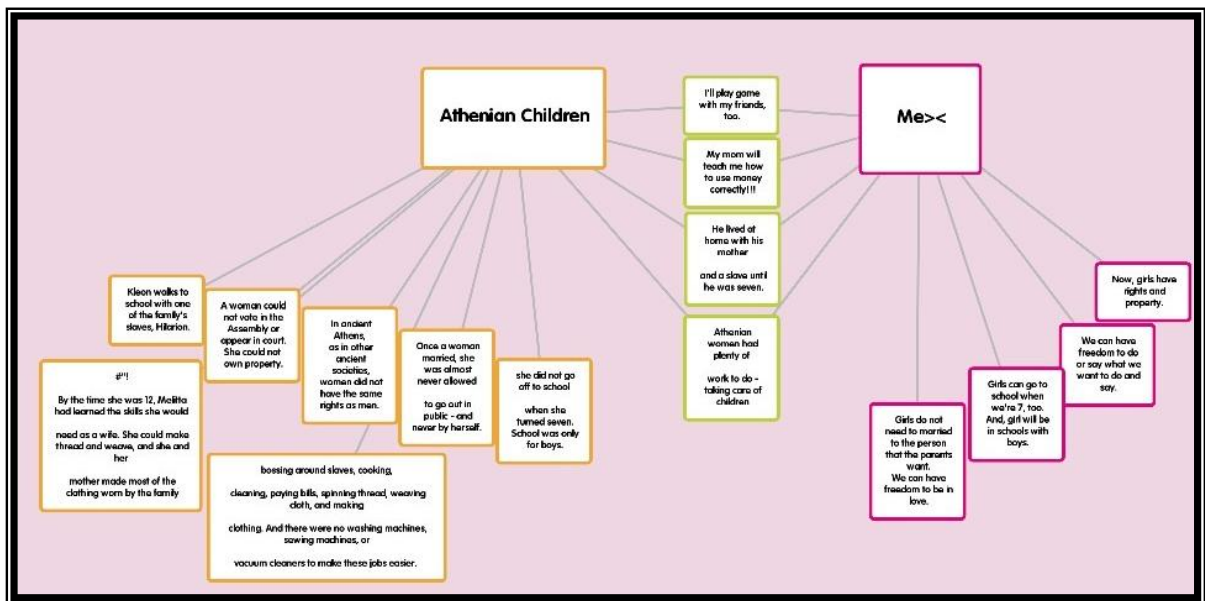 Athenian Children
Me><
I'll play game
with my friends,
too.
My mom will
teach me how
to use money
correctly!!!
He lived at
home with his
mother
and a slave until
he was seven.
Athenian
women had
plenty of
work to do -
taking care of
children
Kleon walks to
school with one
of the family's
slaves, Hilarion.
A woman could
not vote in the
Assembly or
appear in court.
She could not
own property.
In ancient
Athens,
as in other
ancient
societies,
women did not
have the same
rights as men.
Once a woman
married, she
was almost
never allowed
to go out in
public - and
never by herself.
she did not go
off to school
when she
turned seven.
School was only
for boys.
#"!
By the time she was 12, Melitta
had learned the skills she would
need as a wife. She could make
thread and weave, and she and
her
mother made most of the
clothing worn by the family
bossing around slaves, cooking,
cleaning, paying bills, spinning thread, weaving
cloth, and making
clothing. And there were no washing machines,
sewing machines, or
vacuum cleaners to make these jobs easier.
Girls do not
need to married
to the person
that the parents
want.
We can have
freedom to be in
love.
Girls can go to
school when
we're 7, too.
And, girl will be
in schools with
boys.
We can have
freedom to do
or say what we
want to do and
say.
Now, girls have
rights and
property.